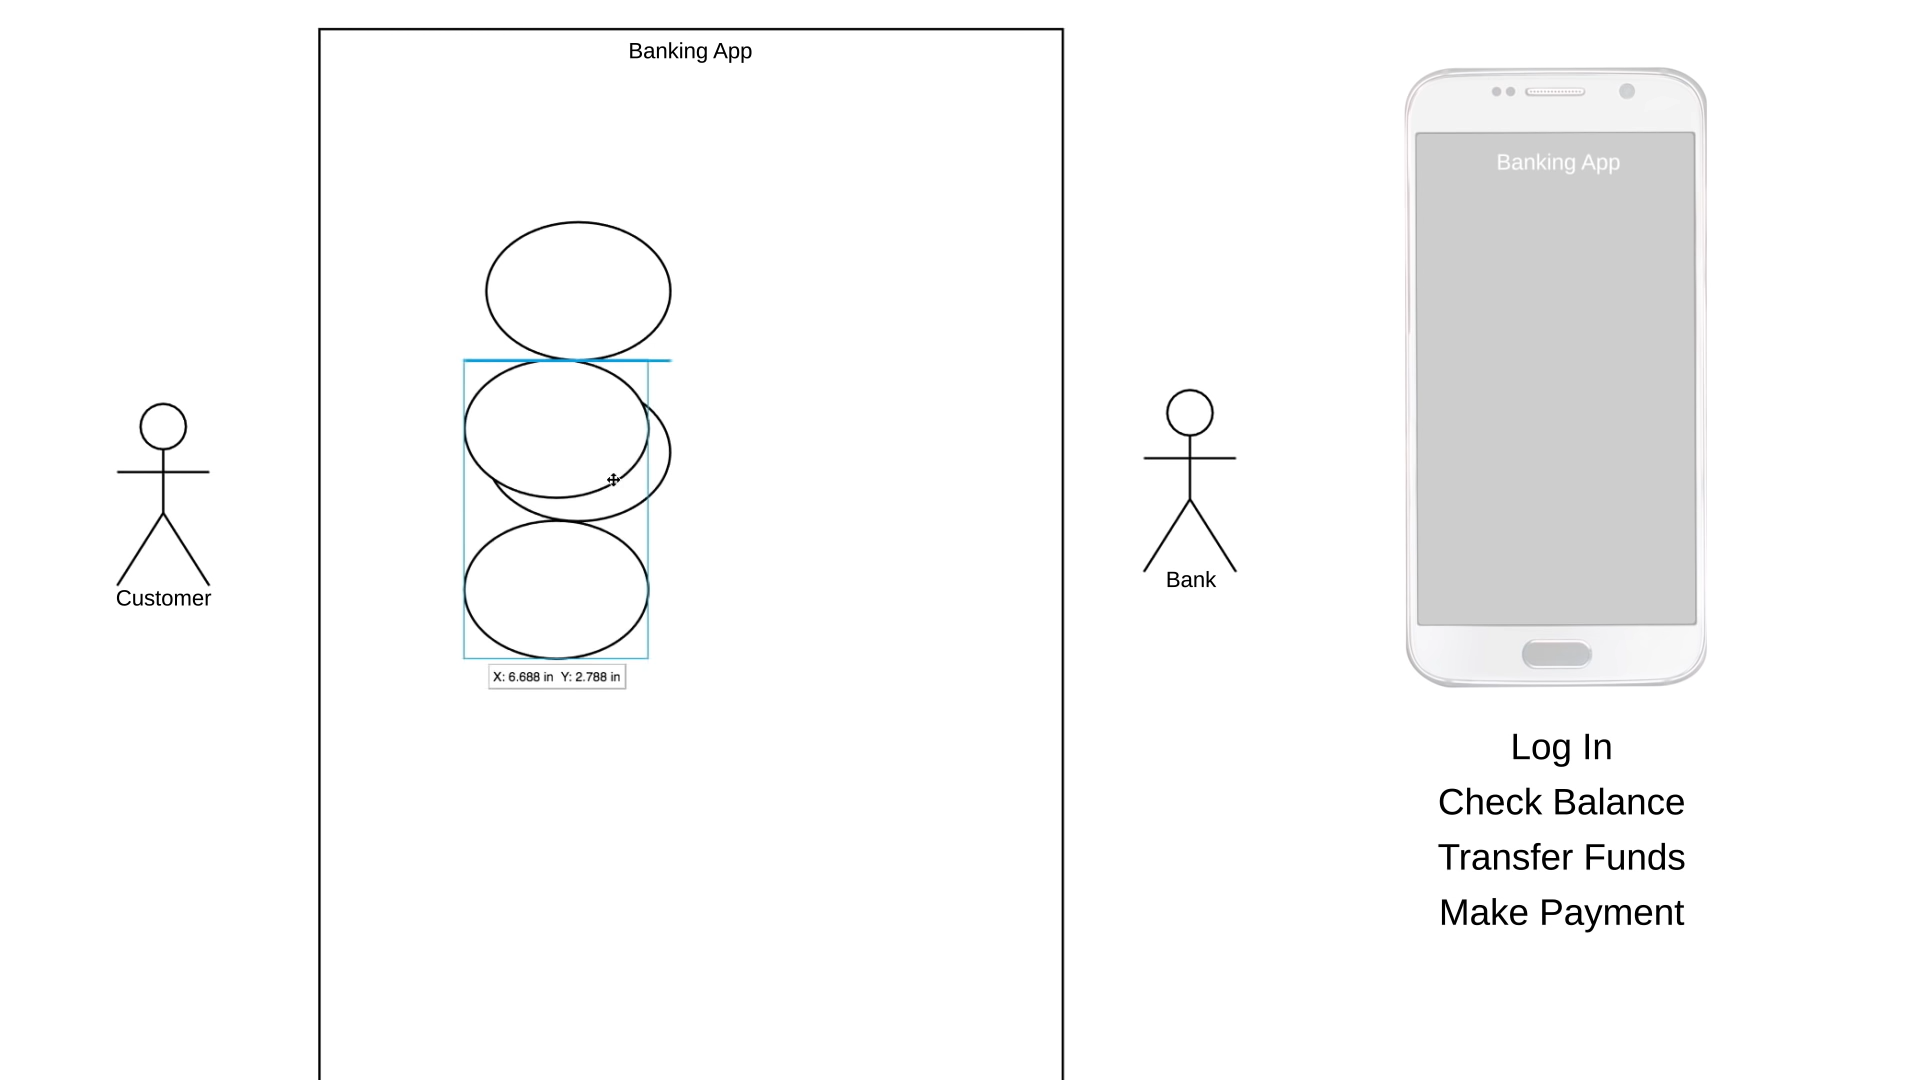 Banking App
Banking App
Customer
Bank
X: 6.688 in  Y: 2.788 in
Log In
Check Balance
Transfer Funds
Make Payment